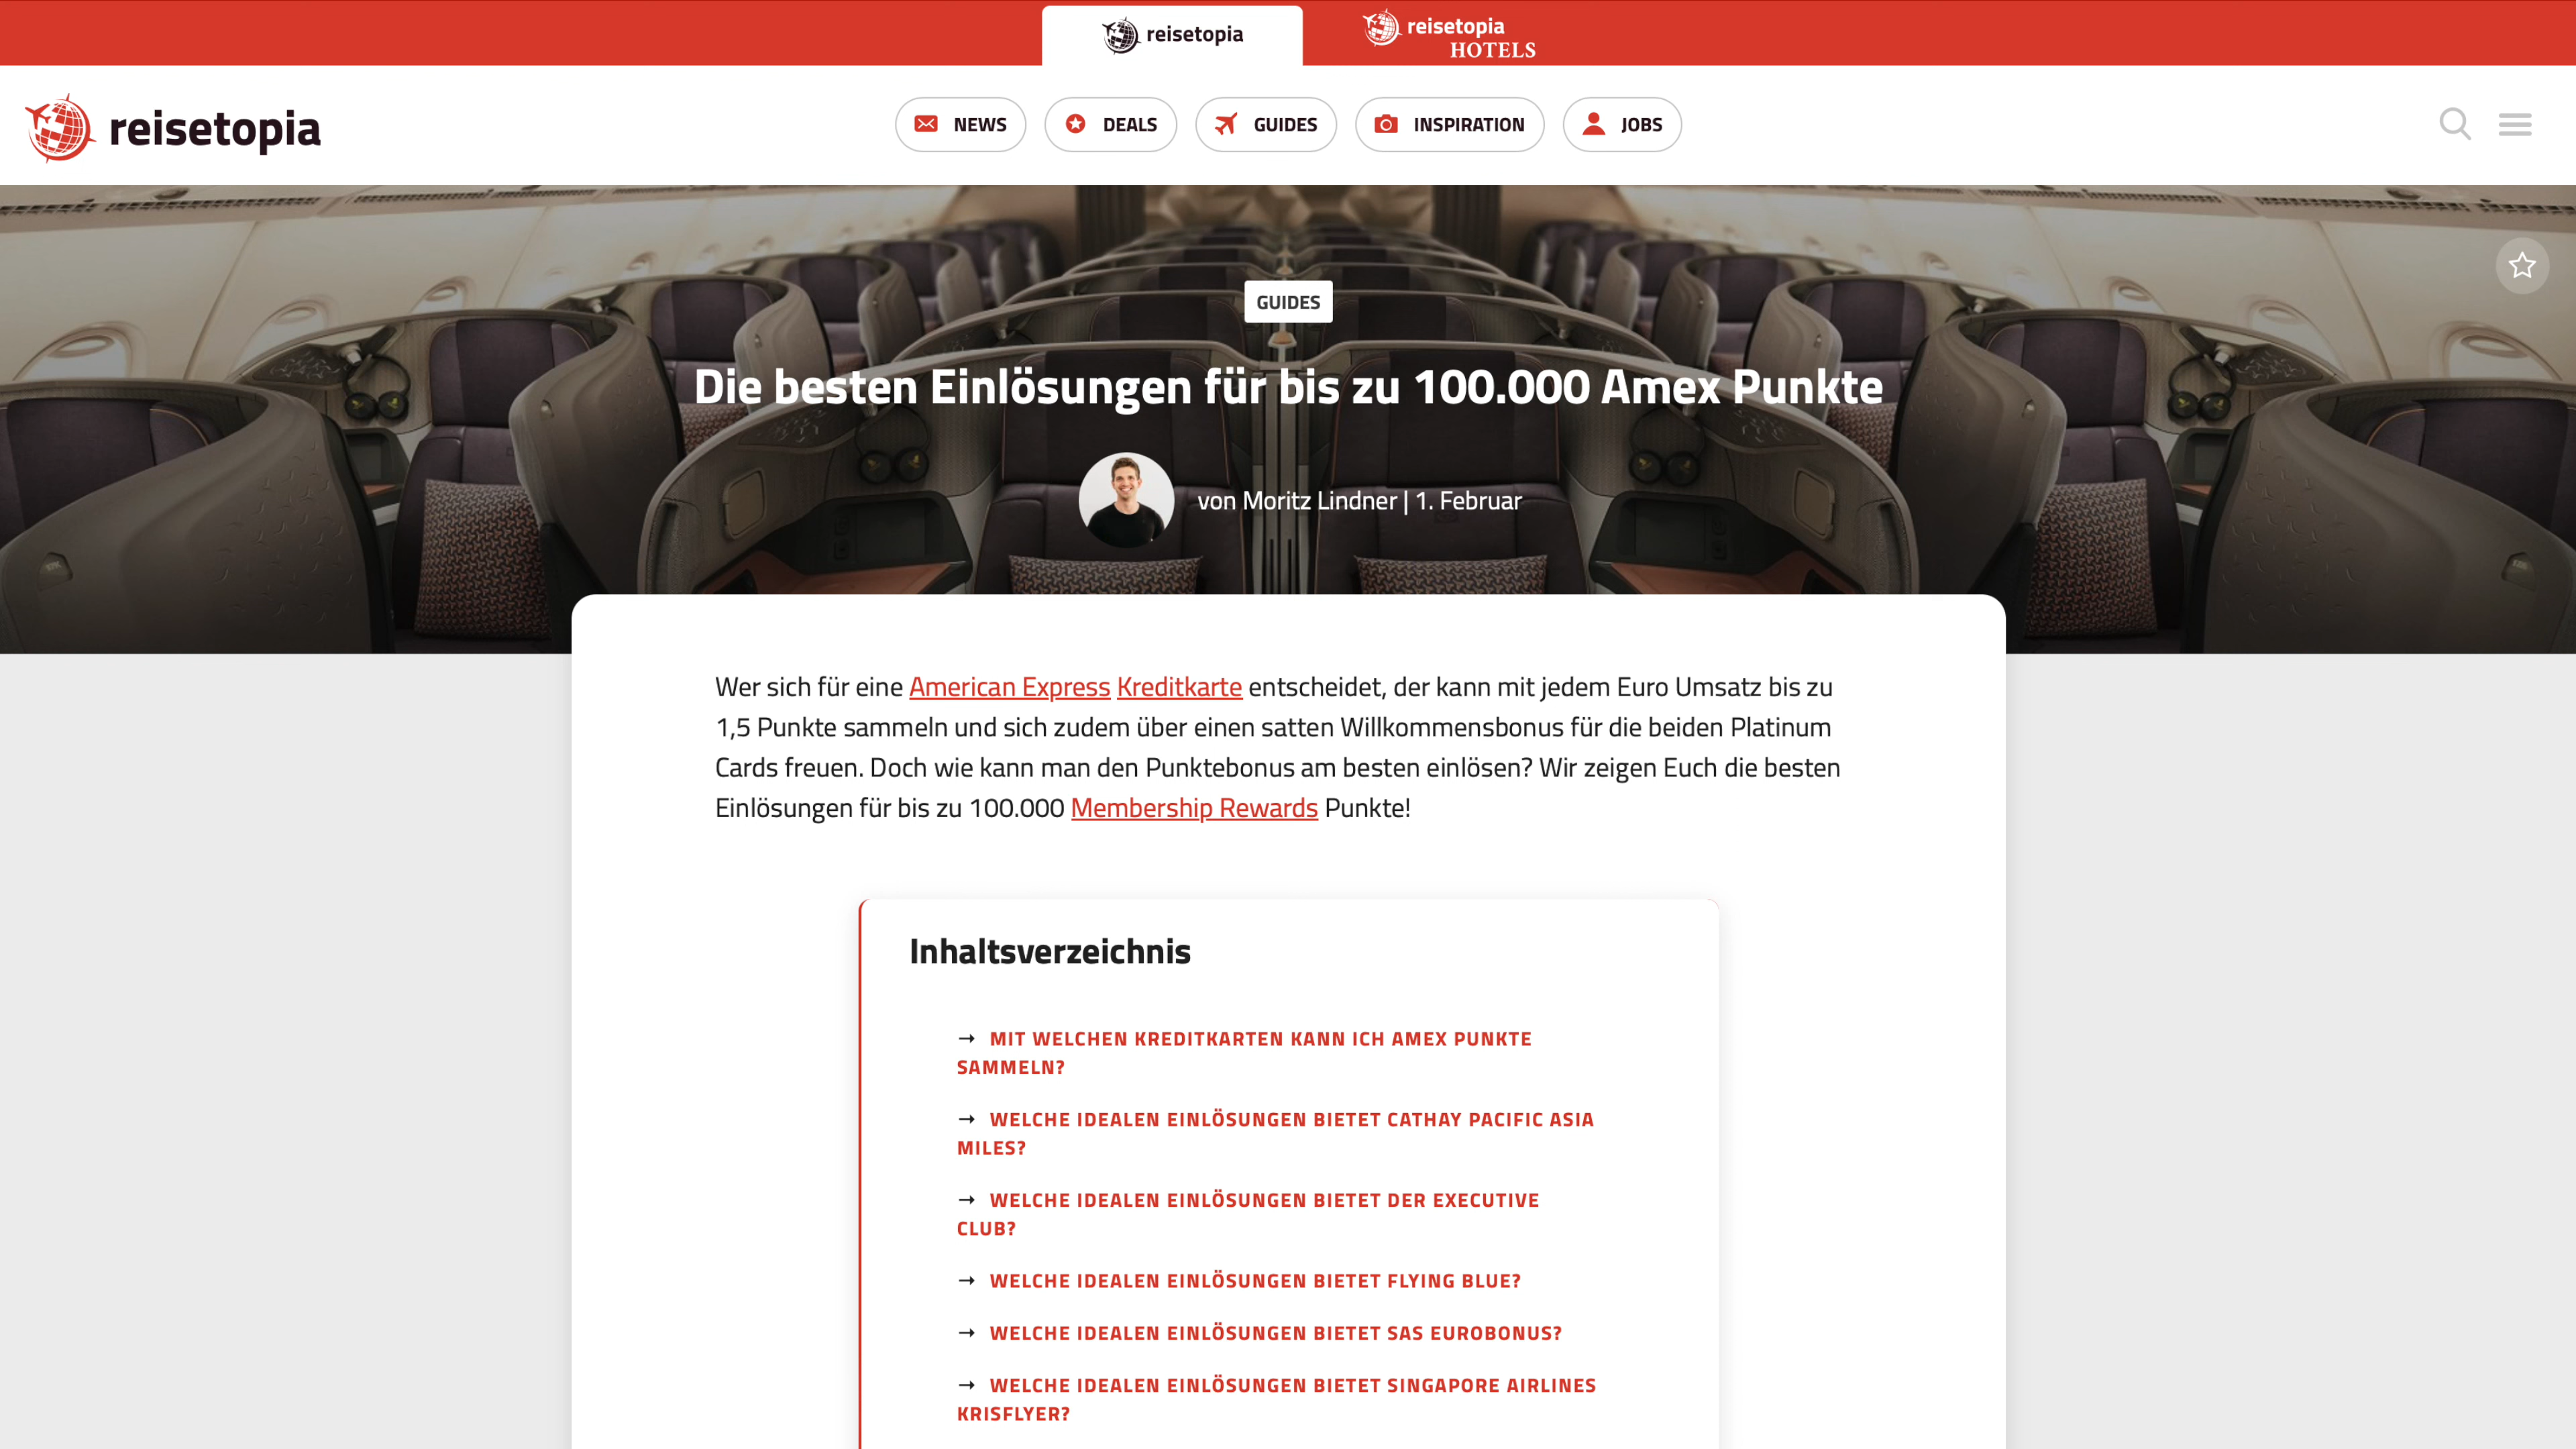 reisetopia
reisetopia
HOTELS
reisetopia
NEWS
DEALS
GUIDES
INSPIRATION
JOBS
GUIDES
Die besten Einlösungen für bis zu 100.000 Amex Punkte
von Moritz Lindner | 1. Februar
Wer sich für eine American Express Kreditkarte entscheidet, der kann mit jedem Euro Umsatz bis zu
1,5 Punkte sammeln und sich zudem über einen satten Willkommensbonus für die beiden Platinum
Cards freuen. Doch wie kann man den Punktebonus am besten einlösen? Wir zeigen Euch die besten
Einlösungen für bis zu 100.000 Membership Rewards Punkte!
Inhaltsverzeichnis
→ MIT WELCHEN KREDITKARTEN KANN ICH AMEX PUNKTE
SAMMELN?
→ WELCHE IDEALEN EINLÖSUNGEN BIETET CATHAY PACIFIC ASIA
MILES?
→ WELCHE IDEALEN EINLÖSUNGEN BIETET DER EXECUTIVE
CLUB?
→ WELCHE IDEALEN EINLÖSUNGEN BIETET FLYING BLUE?
→ WELCHE IDEALEN EINLÖSUNGEN BIETET SAS EUROBONUS?
→ WELCHE IDEALEN EINLÖSUNGEN BIETET SINGAPORE AIRLINES
KRISFLYER?